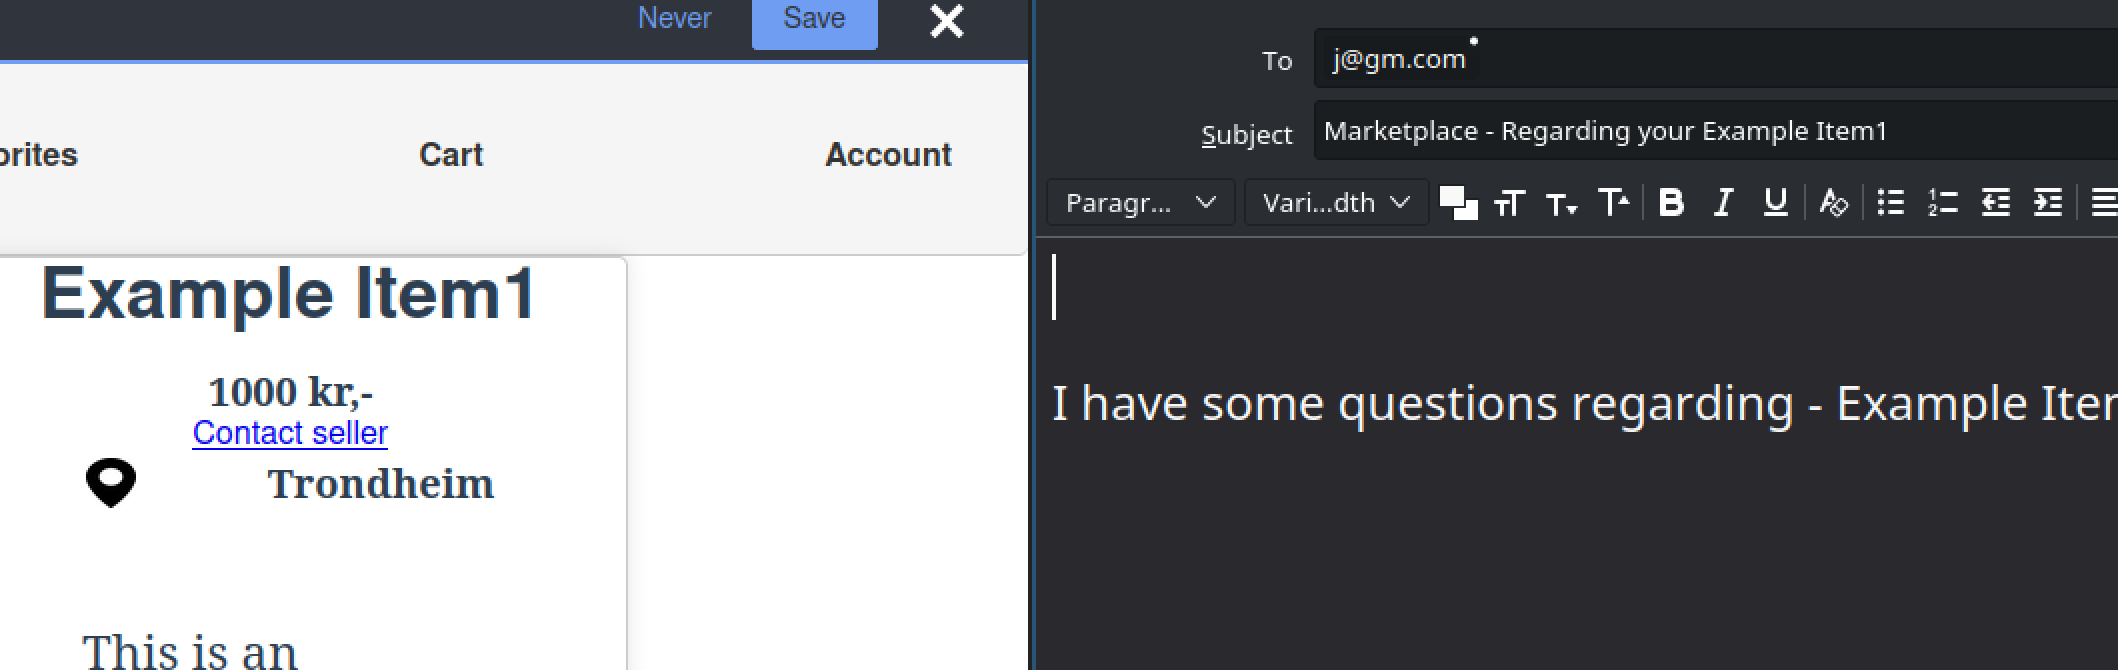 Never Save
orites Cart Account
Example Item1
1000 kr,-
Contact seller
Trondheim
This is an
To j@gm.com
Subject Marketplace - Regarding your Example Item1
Paragr... Vari...dth
I have some questions regarding - Example Iter